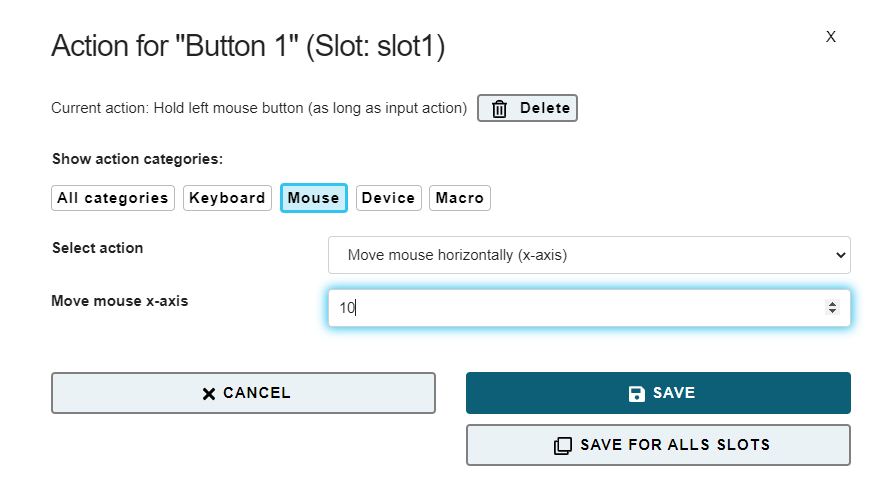 Action for "Button 1" (Slot: slot1)
X
Current action: Hold left mouse button (as long as input action) Delete
Show action categories:
All categories Keyboard Mouse Device Macro
Select action Move mouse horizontally (x-axis)
Move mouse x-axis 10
CANCEL SAVE
SAVE FOR ALLS SLOTS